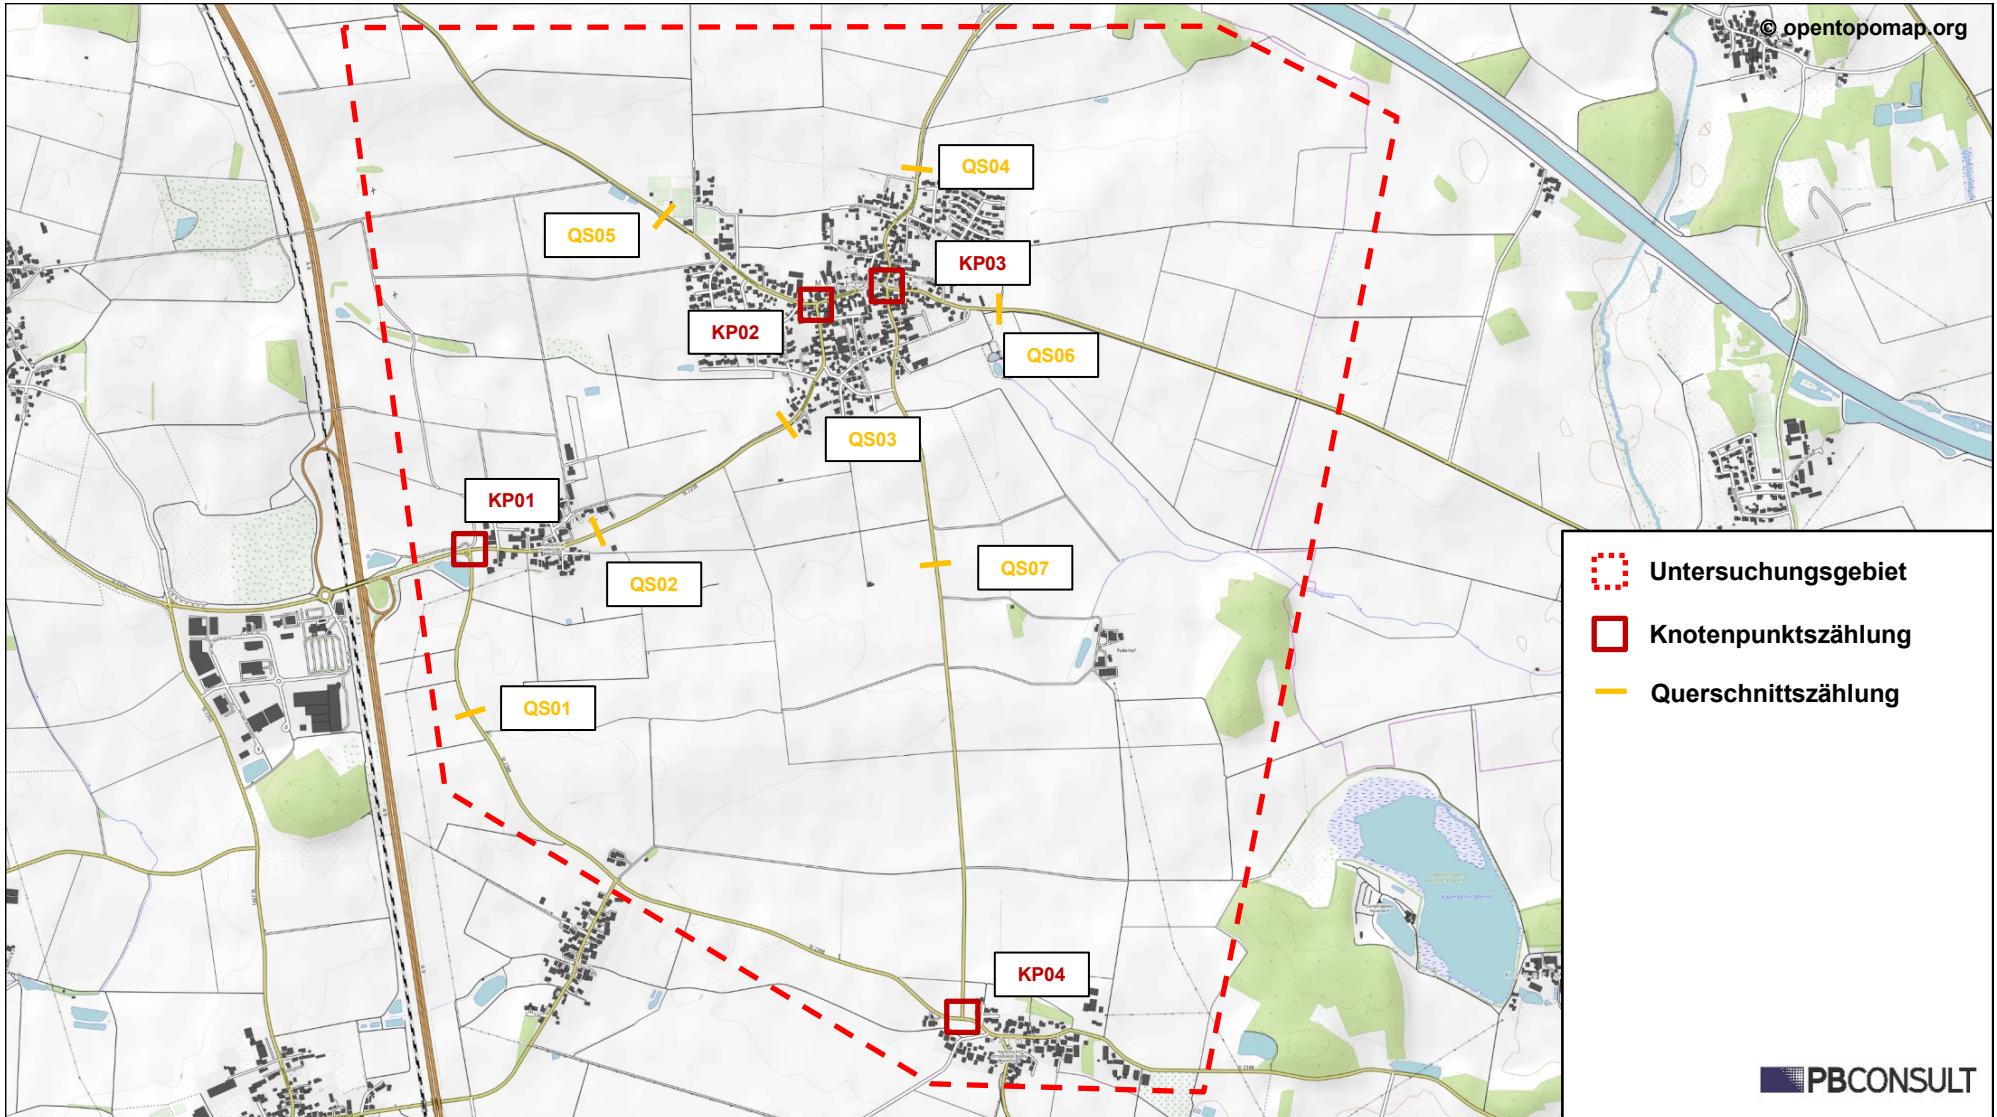 © opentopomap.org
QS04
QS05
KP03
KP02
QS06
QS03
KP01
QS07
QS02
QS01
KP04
Untersuchungsgebiet
Knotenpunktszählung
Querschnittszählung
PBCONSULT